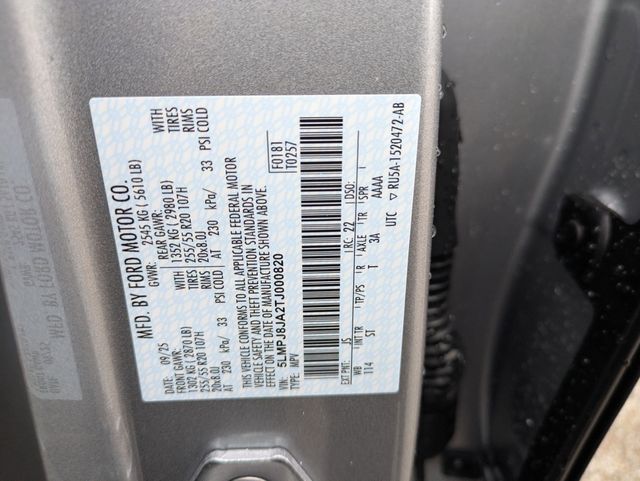 MFD. BY FORD MOTOR CO.
09/25
GVWR: 2545 KG ( 5610 LB)
FRONT GAWR: REAR GAWR: WITH
1302 KG ( 2870 LB) 1352 KG ( 2980 LB) TIRES
255/55 R20 107H TIRES 255/55 R20 107H RIMS
20x8.0J RIMS 20x8.0J
AT 230 kPa/ 33 PSI COLD AT 230 kPa/ 33 PSI COLD
THIS VEHICLE CONFORMS TO ALL APPLICABLE FEDERAL MOTOR
VEHICLE SAFETY AND THEFT PREVENTION STANDARDS IN
EFFECT ON THE DATE OF MANUFACTURE SHOWN ABOVE.
VIN: 5LMPJ8JA2TJ000820
TYPE: MPV
F0181
T0257
EXT PNT: JS RC: 22 DSO:
WB INT TR TP/PS R AXLE TR SPR
114 ST T 3A AAAA
UTC ▽ RU5A-1520472-AB